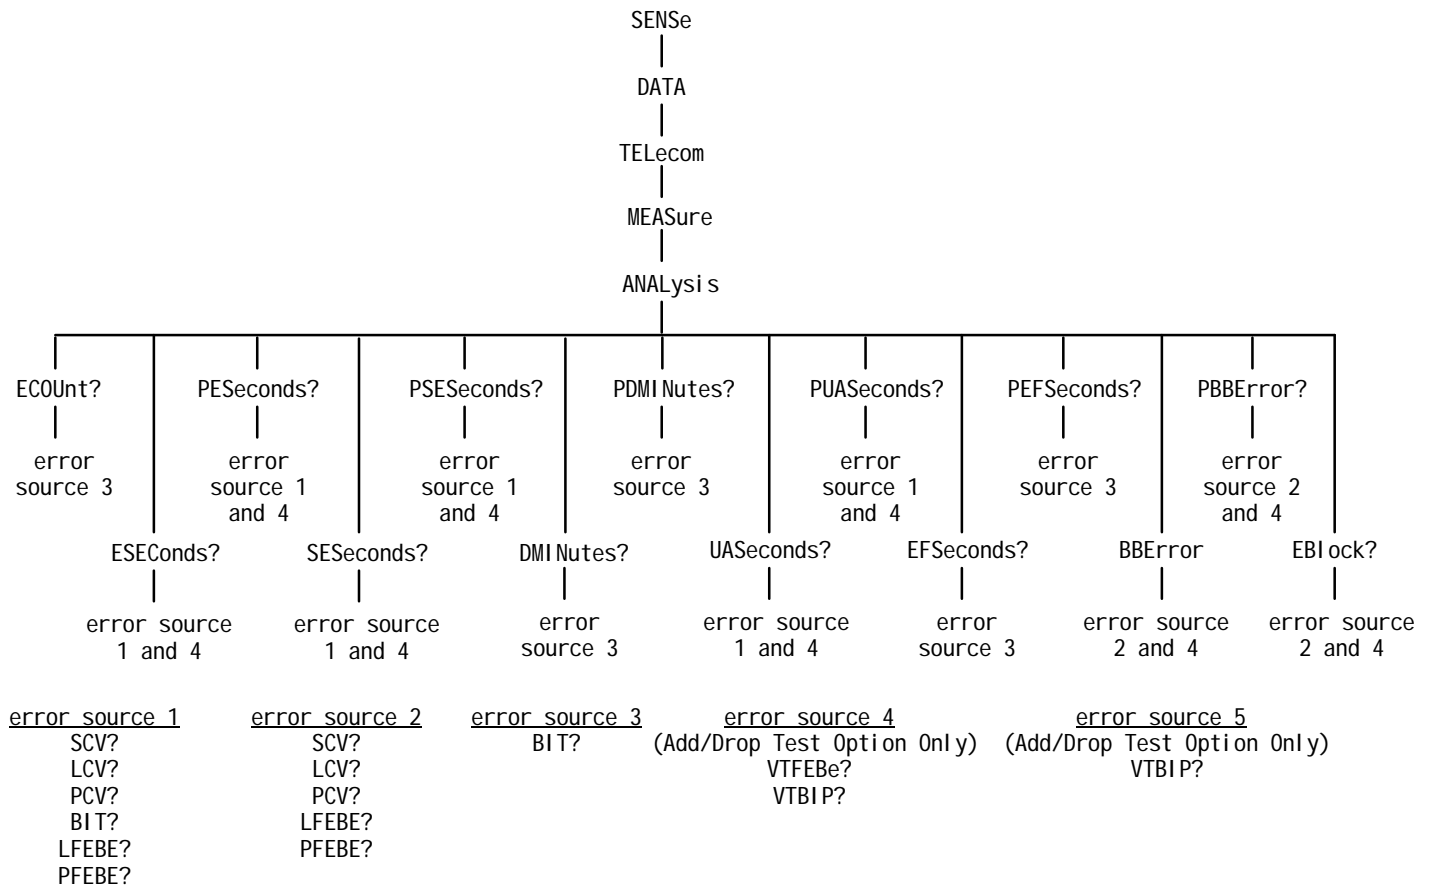 SENSe
DATA
TELecom
MEASure
ANALysis
ECOUnt?
PESeconds?
PSESeconds?
PDMINutes?
PUASeconds?
PEFSeconds?
PBBError?
error
source 3
error
source 1
and 4
error
source 1
and 4
error
source 3
error
source 1
and 4
error
source 3
error
source 2
and 4
ESEConds?
SESeconds?
DMINutes?
UASeconds?
EFSeconds?
BBError
EBlock?
error source
1 and 4
error source
1 and 4
error
source 3
error source
1 and 4
error
source 3
error source
2 and 4
error source
2 and 4
error source 1
SCV?
LCV?
PCV?
BIT?
LFEBE?
PFEBE?
error source 2
SCV?
LCV?
PCV?
LFEBE?
PFEBE?
error source 3
BIT?
error source 4
(Add/Drop Test Option Only)
VTFEBe?
VTBIP?
error source 5
(Add/Drop Test Option Only)
VTBIP?